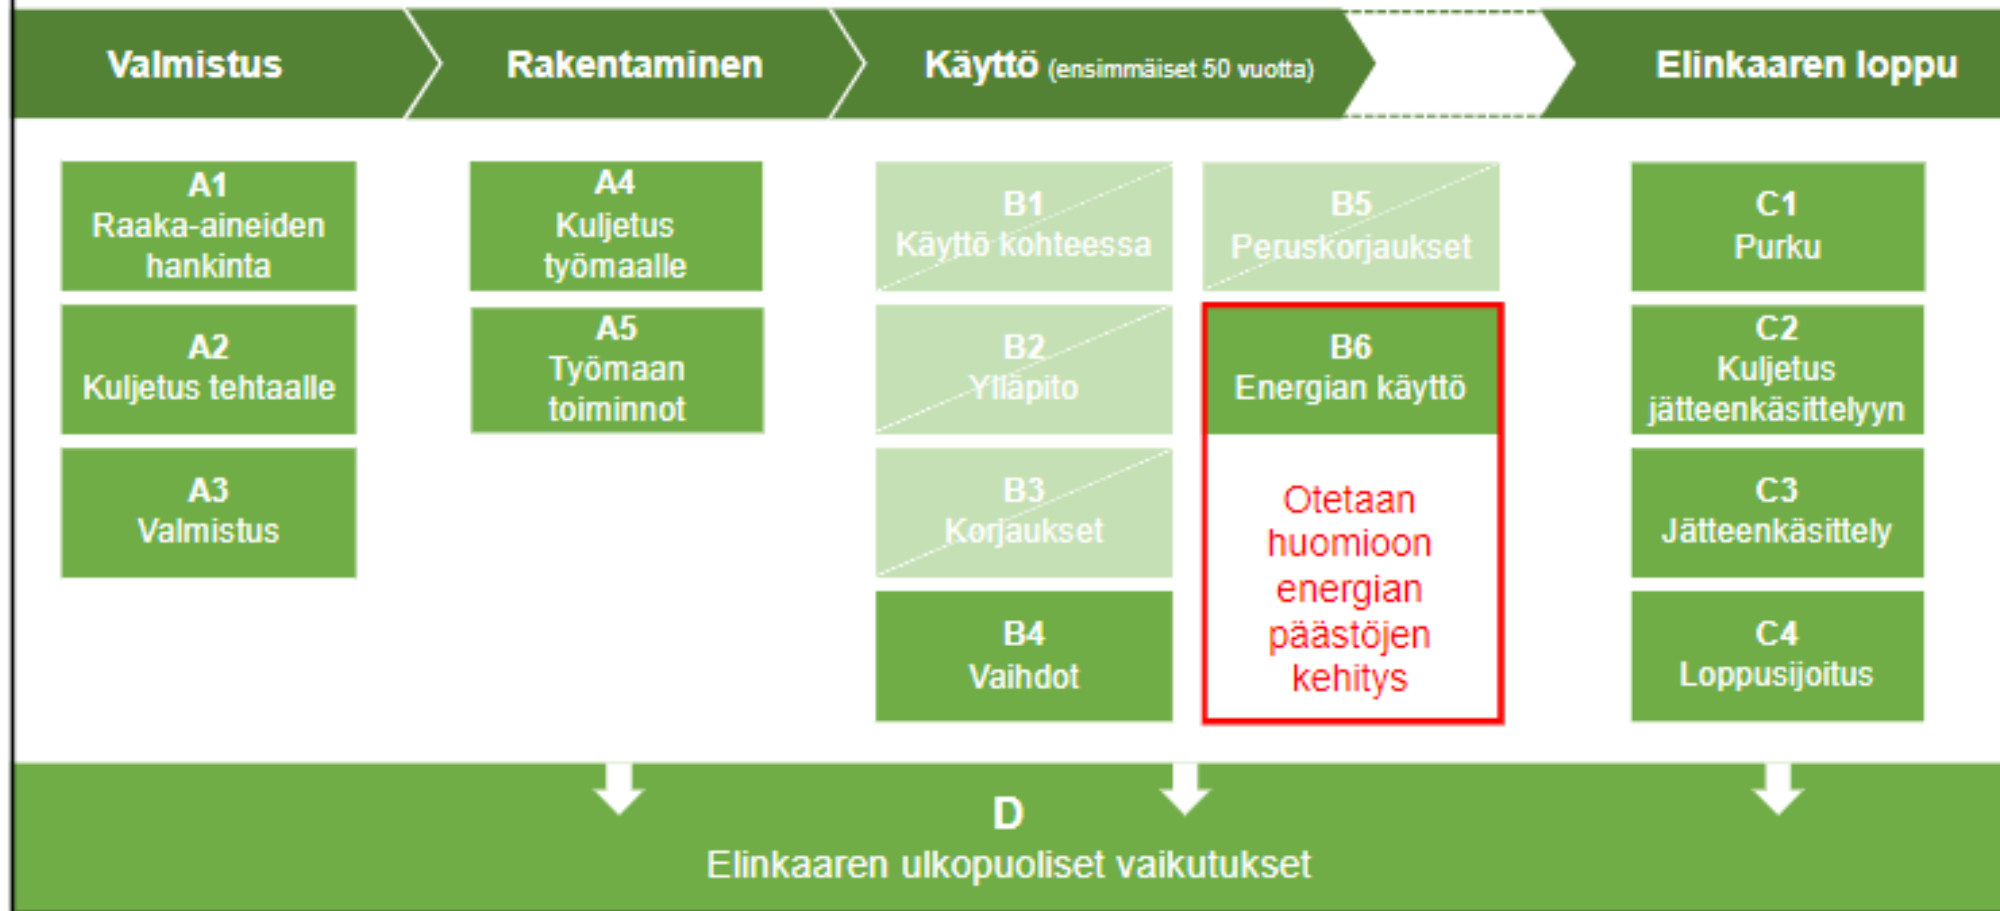 Valmistus
Rakentaminen
Käyttö (ensimmäiset 50 vuotta)
Elinkaaren loppu
A1
Raaka-aineiden
hankinta
A2
Kuljetus tehtaalle
A3
Valmistus
A4
Kuljetus
työmaalle
A5
Työmaan
toiminnot
B1
Käyttö kohteessa
B2
Ylläpito
B3
Korjaukset
B4
Vaihdot
B5
Peruskorjaukset
B6
Energian käyttö
Otetaan
huomioon
energian
päästöjen
kehitys
C1
Purku
C2
Kuljetus
jätteenkäsittelyyn
C3
Jätteenkäsittely
C4
Loppusijoitus
D
Elinkaaren ulkopuoliset vaikutukset